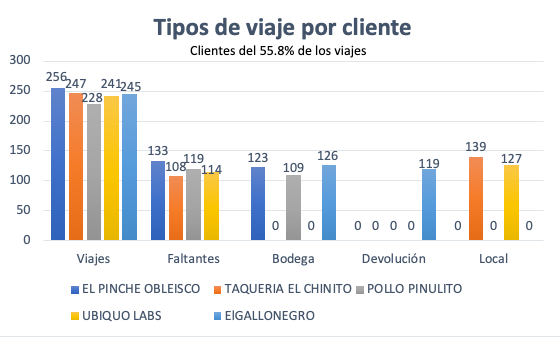 Tipos de viaje por cliente
Clientes del 55.8% de los viajes
300
250
200
150
100
50
0
256 247 228 241 245
133 108 119 114
123 0 109 0 126
0 0 0 0 119
0 139 0 127 0
Viajes Faltantes Bodega Devolución Local
EL PINCHE OBLEISCO TAQUERIA EL CHINITO POLLO PINULITO
UBIQUO LABS ElGALLONEGRO